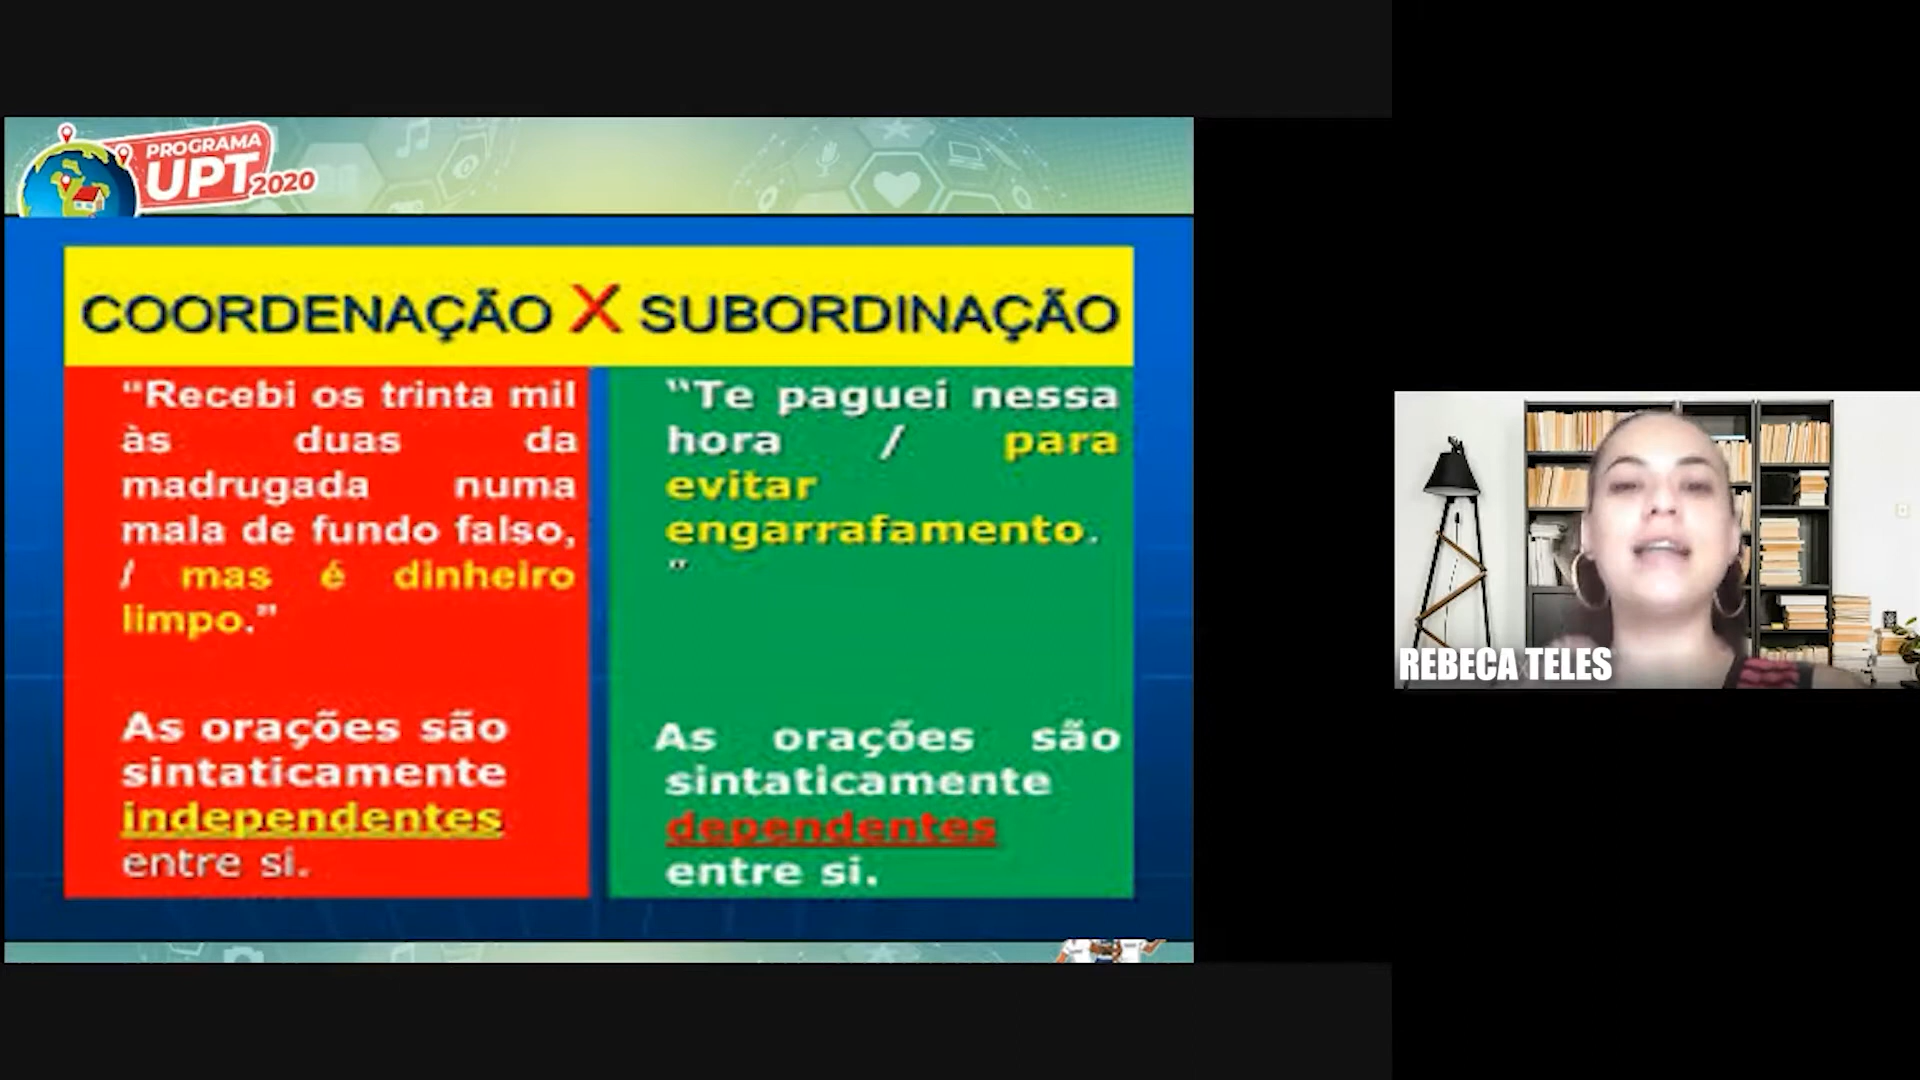 PROGRAMA
UPT 2020
COORDENAÇÃO X SUBORDINAÇÃO
“Recebi os trinta mil
às duas da
madrugada numa
mala de fundo falso,
/ mas é dinheiro
limpo.”
As orações são
sintaticamente
independentes
entre si.
“Te paguei nessa
hora / para
evitar
engarrafamento.
”
As orações são
sintaticamente
dependentes
entre si.
REBECA TELES